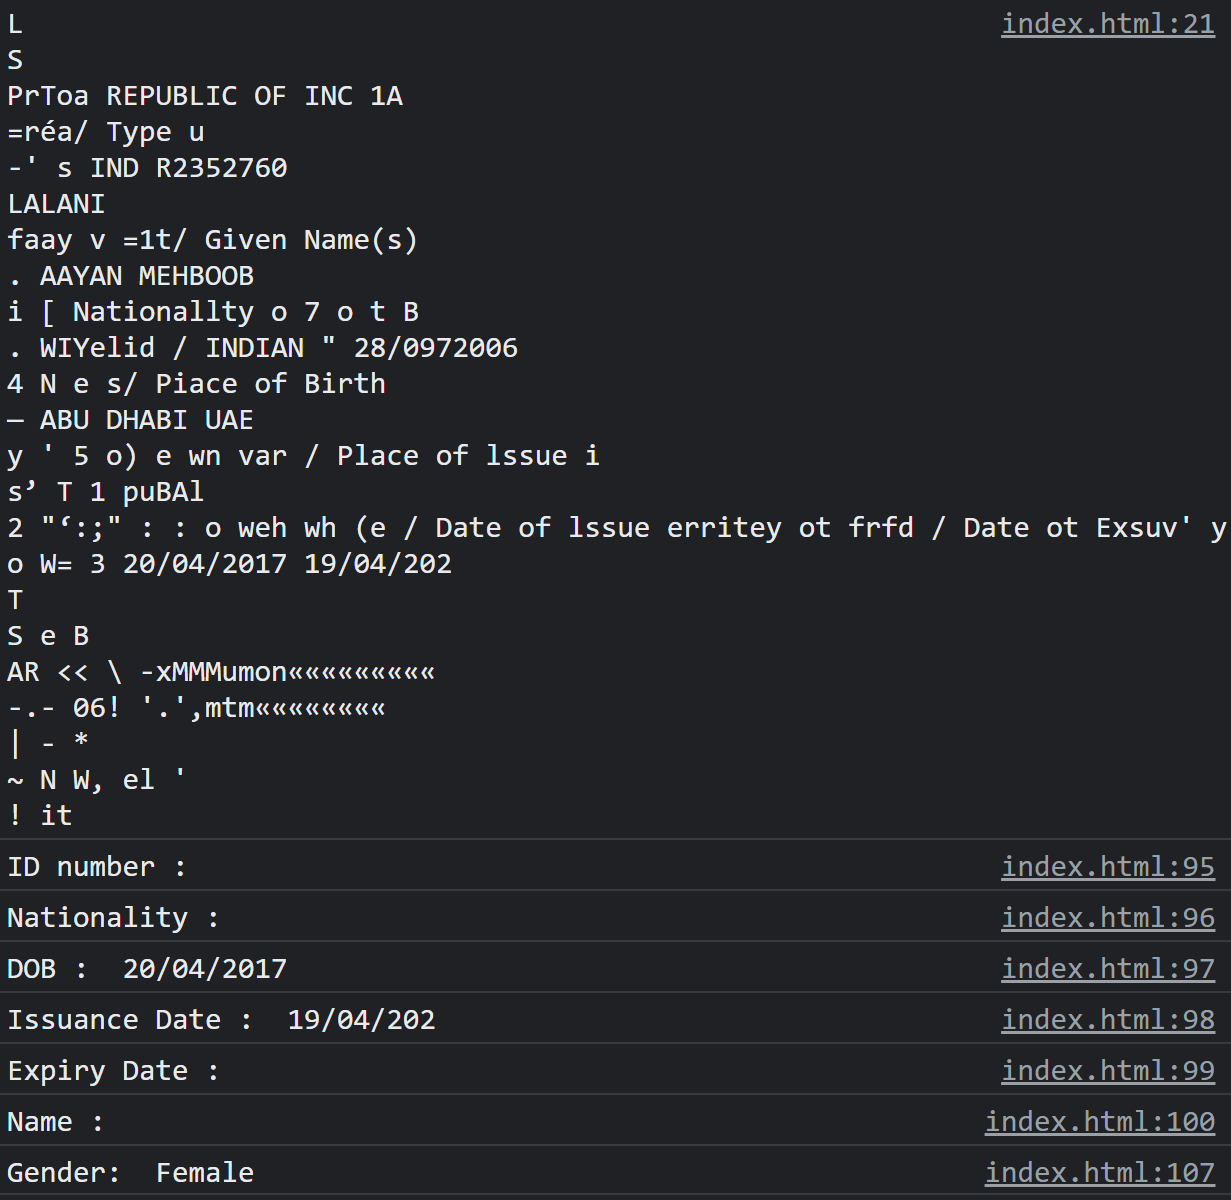 L index.html:21
S
PrToa REPUBLIC OF INC 1A
=réa/ Type u
-' s IND R2352760
LALANI
faay v =1t/ Given Name(s)
. AAYAN MEHBOOB
i [ Nationallty o 7 o t B
. WIYelid / INDIAN " 28/0972006
4 N e s/ Piace of Birth
— ABU DHABI UAE
y ' 5 o) e wn var / Place of lssue i
s’ T 1 puBAl
2 "‘:;" : : o weh wh (e / Date of lssue erritey ot frfd / Date ot Exsuv' y
o W= 3 20/04/2017 19/04/202
T
S e B
AR << \ -xMMMumon«««««««««
-.- 06! '.',mtm««««««««
| - *
~ N W, el '
! it
ID number : index.html:95
Nationality : index.html:96
DOB : 20/04/2017 index.html:97
Issuance Date : 19/04/202 index.html:98
Expiry Date : index.html:99
Name : index.html:100
Gender: Female index.html:107